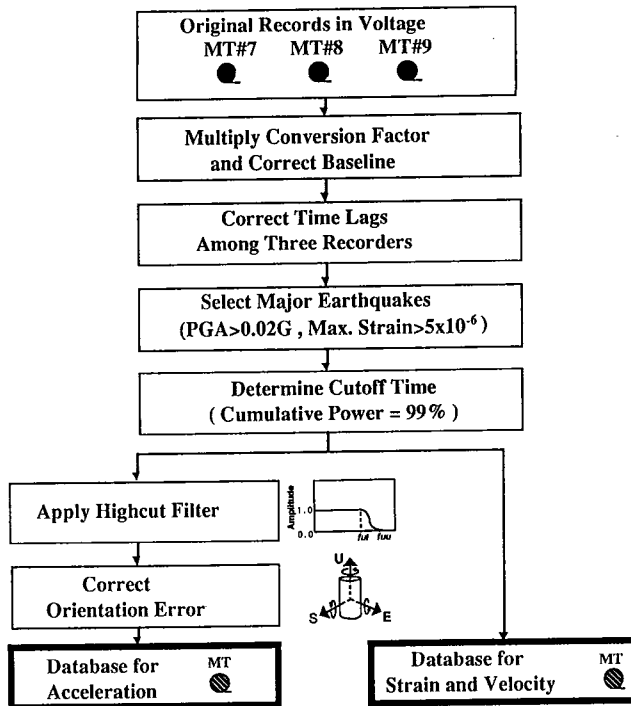 Original Records in Voltage
MT#7 MT#8 MT#9
Multiply Conversion Factor
and Correct Baseline
Correct Time Lags
Among Three Recorders
Select Major Earthquakes
(PGA>0.02G , Max. Strain>5x10⁻⁶ )
Determine Cutoff Time
( Cumulative Power = 99% )
Apply Highcut Filter
Amplitude
1.0
0.0
ful fuu
Correct
Orientation Error
U
S
E
Database for
Acceleration
MT
Database for
Strain and Velocity
MT